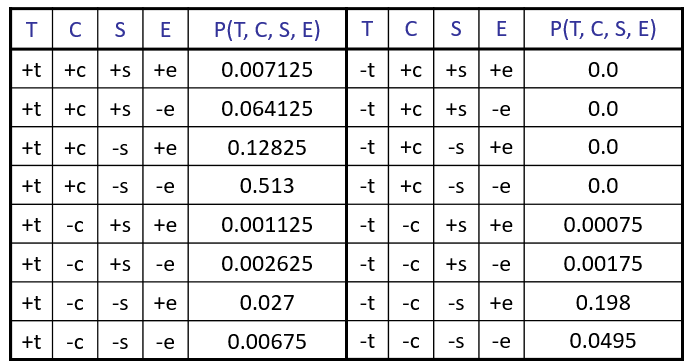 T C S E P(T, C, S, E) T C S E P(T, C, S, E)
+t +c +s +e 0.007125 -t +c +s +e 0.0
+t +c +s -e 0.064125 -t +c +s -e 0.0
+t +c -s +e 0.12825 -t +c -s +e 0.0
+t +c -s -e 0.513 -t +c -s -e 0.0
+t -c +s +e 0.001125 -t -c +s +e 0.00075
+t -c +s -e 0.002625 -t -c +s -e 0.00175
+t -c -s +e 0.027 -t -c -s +e 0.198
+t -c -s -e 0.00675 -t -c -s -e 0.0495